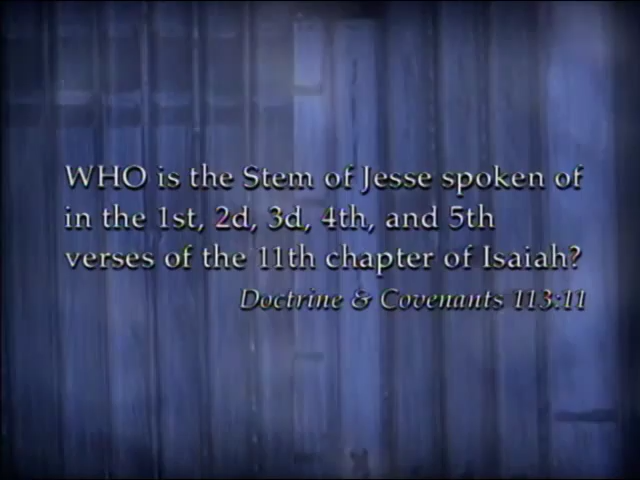 WHO is the Stem of Jesse spoken of
in the 1st, 2d, 3d, 4th, and 5th
verses of the 11th chapter of Isaiah?
Doctrine & Covenants 113:11